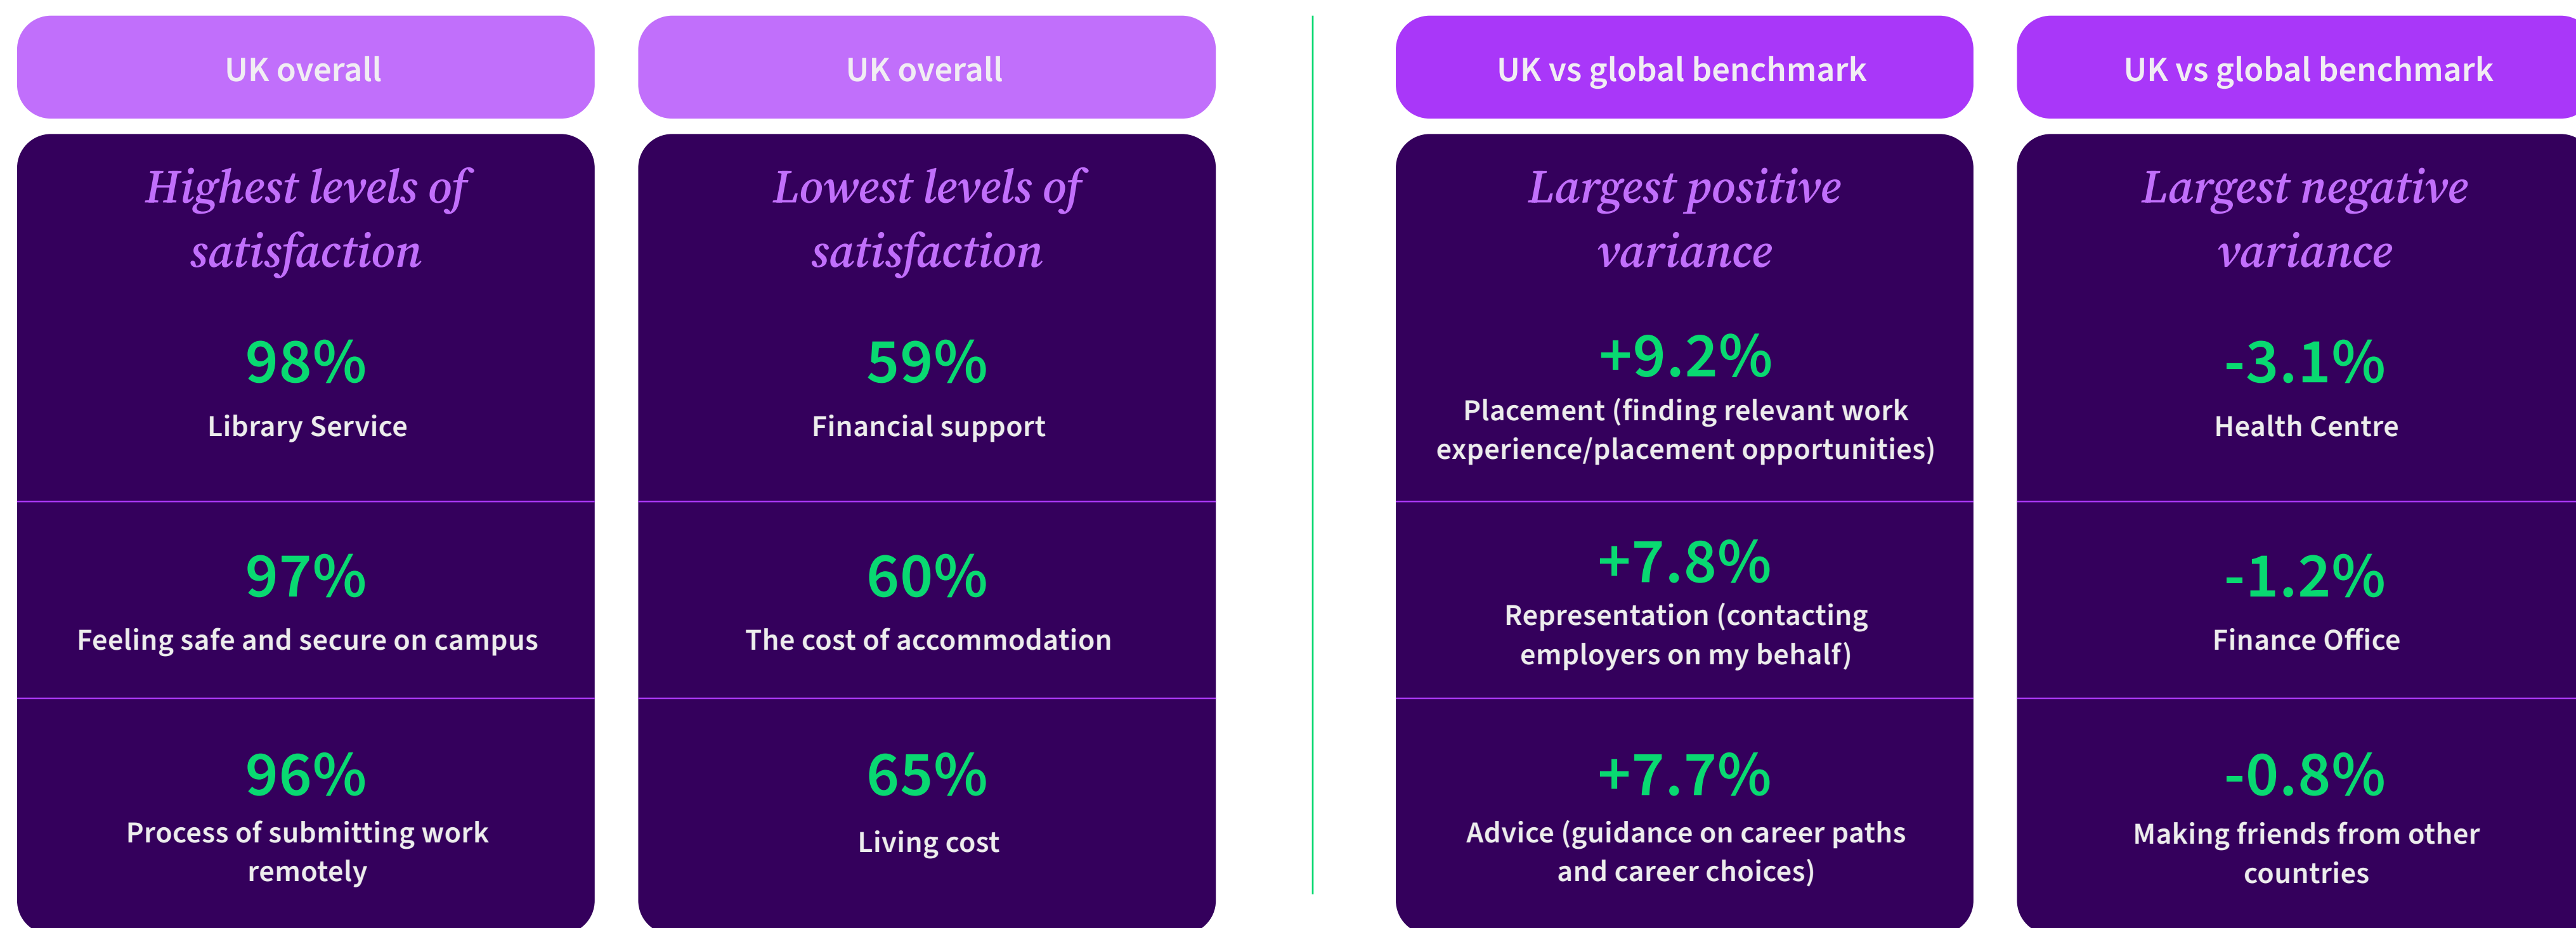 UK overall
Highest levels of
satisfaction
98%
Library Service
97%
Feeling safe and secure on campus
96%
Process of submitting work
remotely
UK overall
Lowest levels of
satisfaction
59%
Financial support
60%
The cost of accommodation
65%
Living cost
UK vs global benchmark
Largest positive
variance
+9.2%
Placement (finding relevant work
experience/placement opportunities)
+7.8%
Representation (contacting
employers on my behalf)
+7.7%
Advice (guidance on career paths
and career choices)
UK vs global benchmark
Largest negative
variance
-3.1%
Health Centre
-1.2%
Finance Office
-0.8%
Making friends from other
countries